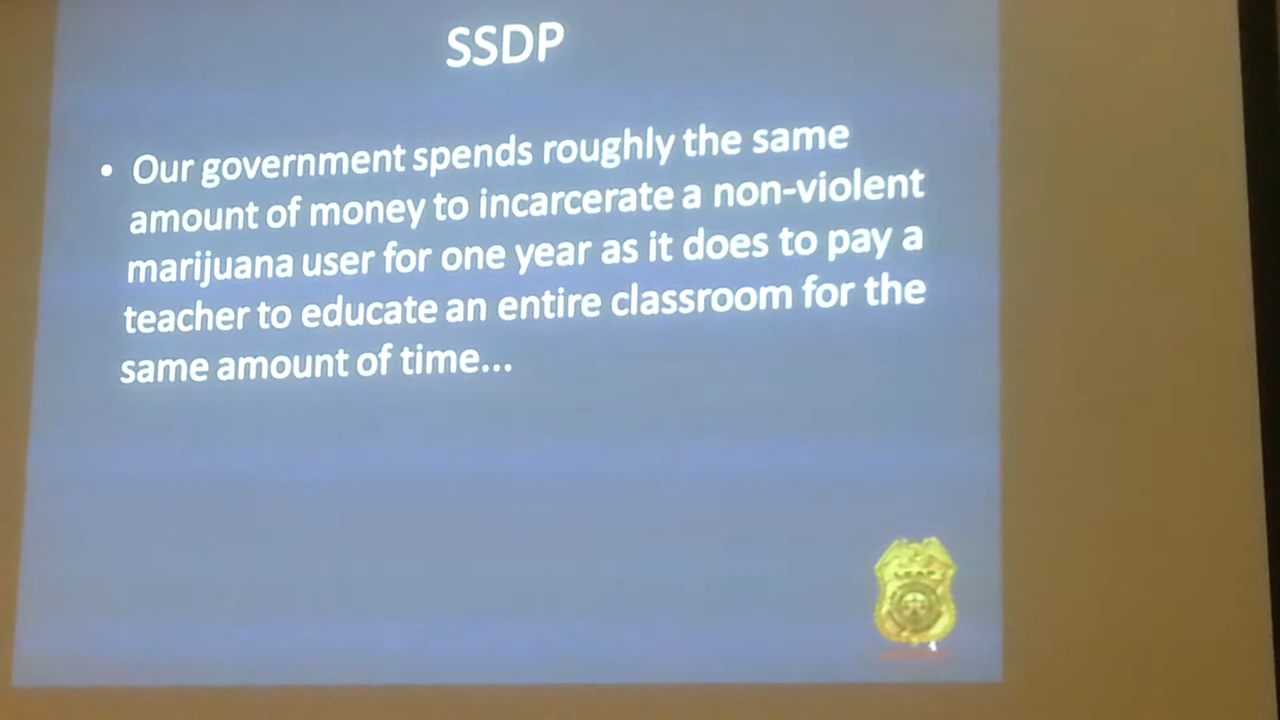 SSDP
• Our government spends roughly the same
amount of money to incarcerate a non-violent
marijuana user for one year as it does to pay a
teacher to educate an entire classroom for the
same amount of time...